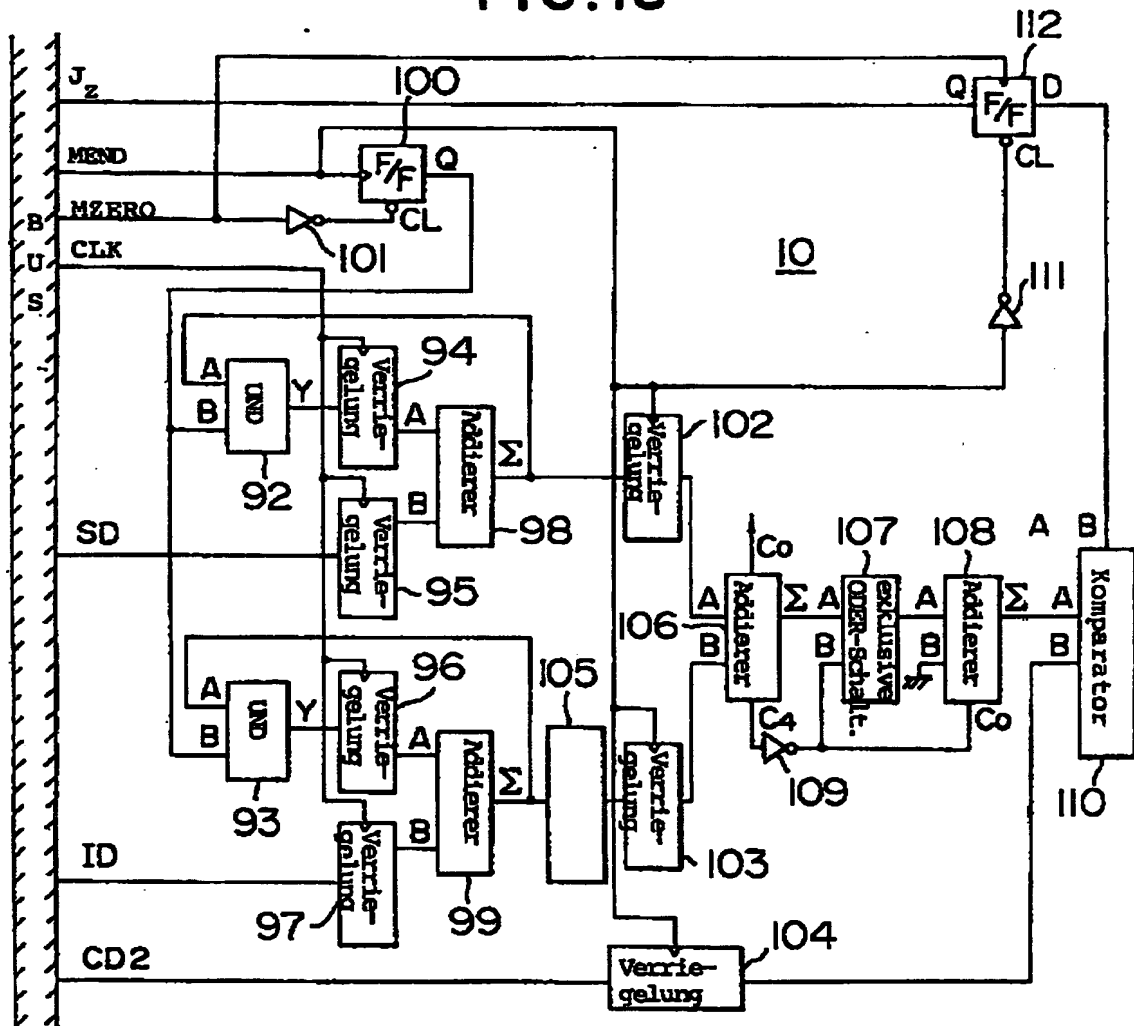 112
J_Z
100
Q
F/F
D
CL
MEND
F/F
Q
CL
B
MZERO
101
10
111
U
CLK
S
A
B
UND
Y
92
Verrie-
gelung
94
A
B
Addierer
Σ
98
Verrie-
gelung
102
SD
Verrie-
gelung
95
Co
107
108
A
B
A
B
Addierer
Σ
106
C4
109
A
B
exklusive
ODER-Schalt.
A
B
Addierer
Σ
Co
A
B
Komparator
110
A
B
UND
Y
93
Verrie-
gelung
96
A
B
Addierer
Σ
99
105
Verrie-
gelung
103
ID
Verrie-
gelung
97
CD2
Verrie-
gelung
104